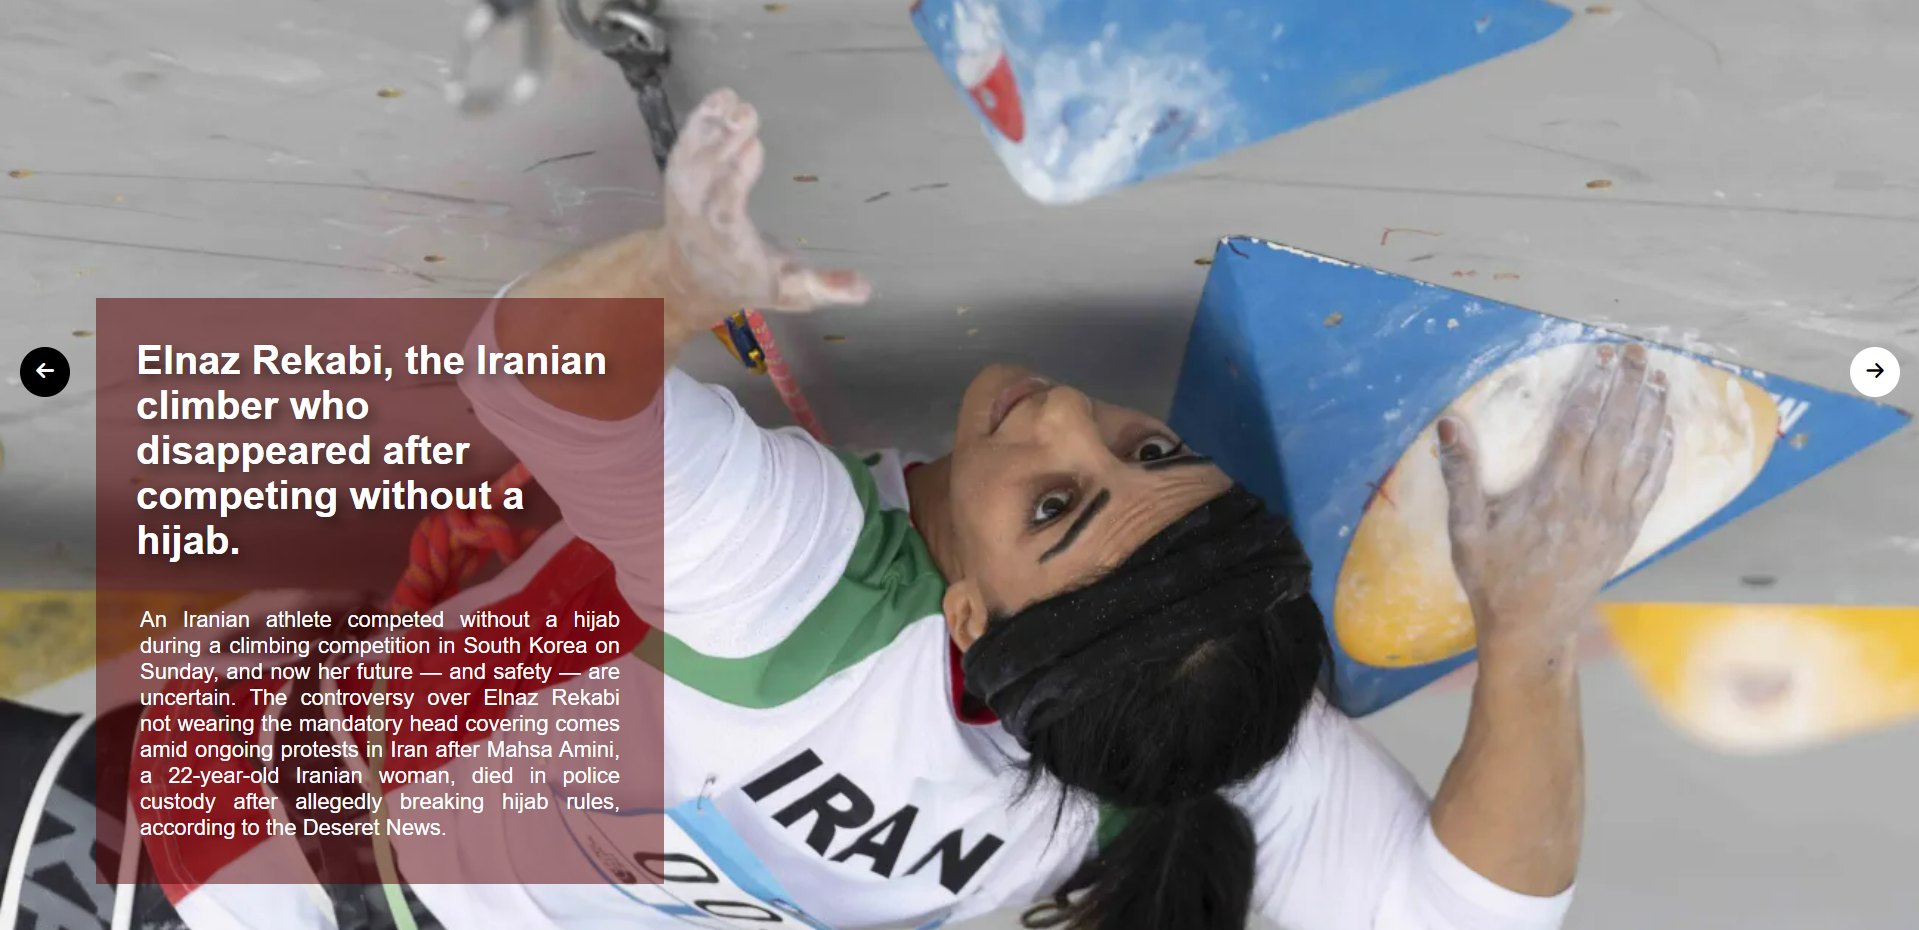 Elnaz Rekabi, the Iranian
climber who
disappeared after
competing without a
hijab.
An Iranian athlete competed without a hijab
during a climbing competition in South Korea on
Sunday, and now her future — and safety — are
uncertain. The controversy over Elnaz Rekabi
not wearing the mandatory head covering comes
amid ongoing protests in Iran after Mahsa Amini,
a 22-year-old Iranian woman, died in police
custody after allegedly breaking hijab rules,
according to the Deseret News.
IRAN